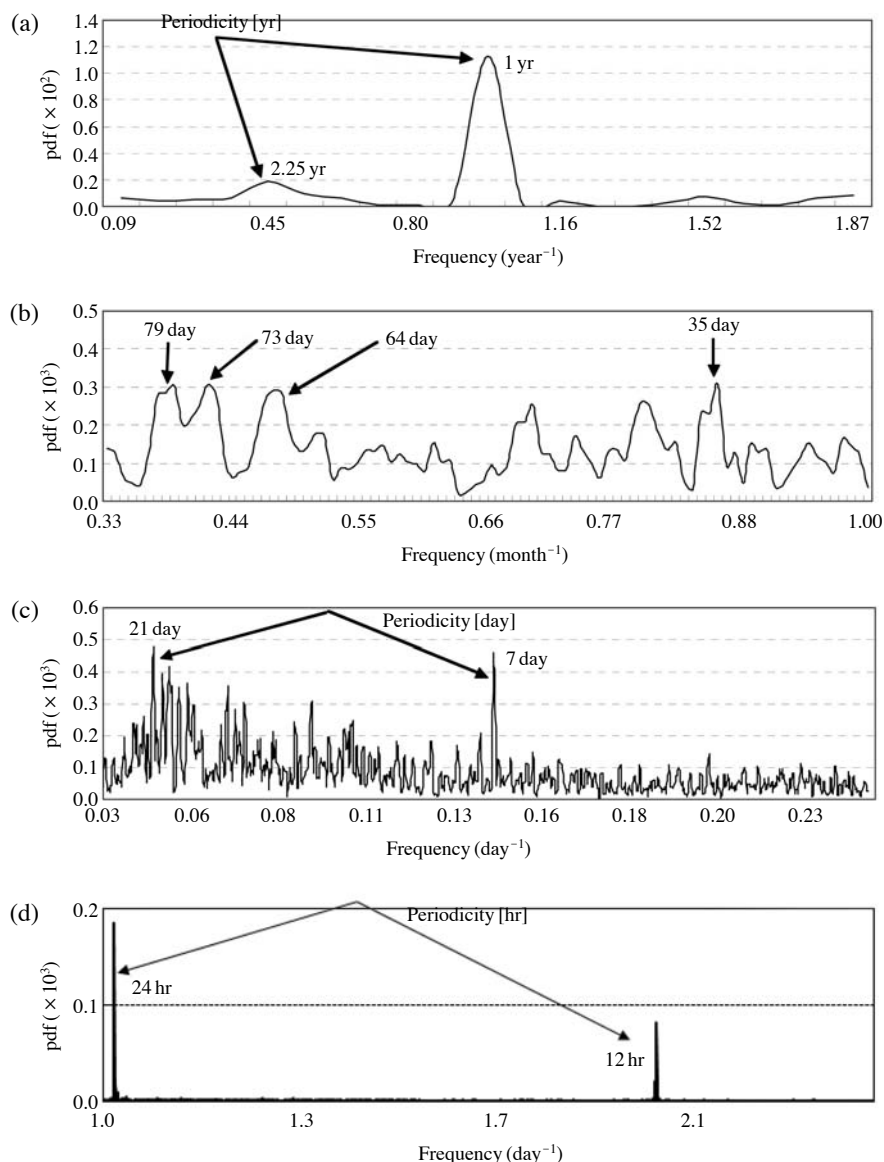 (a)
Periodicity [yr]
1.4
1.2
1.0
0.8
0.6
0.4
0.2
0.0
pdf ( × 10²)
1 yr
2.25 yr
0.09 0.45 0.80 1.16 1.52 1.87
Frequency (year⁻¹)
(b)
0.5
0.4
0.3
0.2
0.1
0.0
pdf ( × 10³)
79 day
73 day
64 day
35 day
0.33 0.44 0.55 0.66 0.77 0.88 1.00
Frequency (month⁻¹)
(c)
0.6
0.5
0.4
0.3
0.2
0.1
0.0
pdf ( × 10³)
Periodicity [day]
21 day
7 day
0.03 0.06 0.08 0.11 0.13 0.16 0.18 0.20 0.23
Frequency (day⁻¹)
(d)
0.2
0.1
0.0
pdf ( × 10³)
Periodicity [hr]
24 hr
12 hr
1.0 1.3 1.7 2.1
Frequency (day⁻¹)